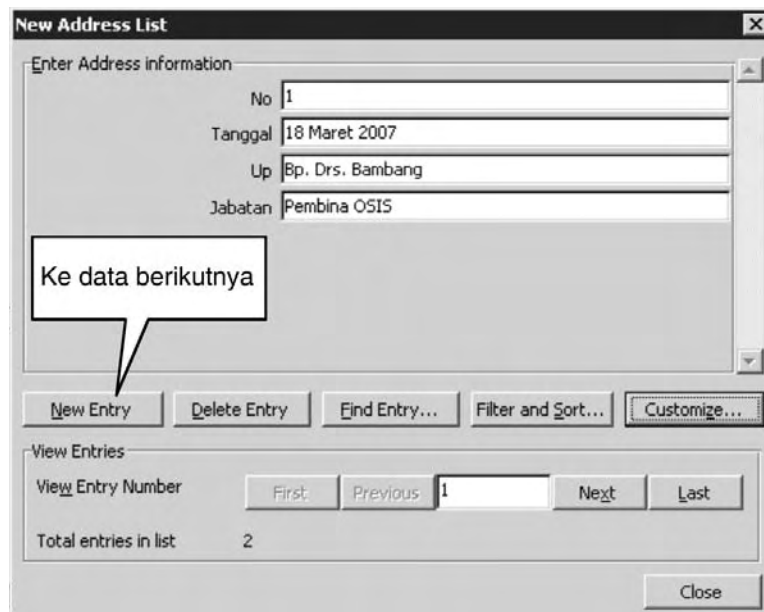 New Address List
Enter Address information
No 1
Tanggal 18 Maret 2007
Up Bp. Drs. Bambang
Jabatan Pembina OSIS
Ke data berikutnya
New Entry Delete Entry Find Entry... Filter and Sort... Customize...
View Entries
View Entry Number First Previous 1 Next Last
Total entries in list 2
Close